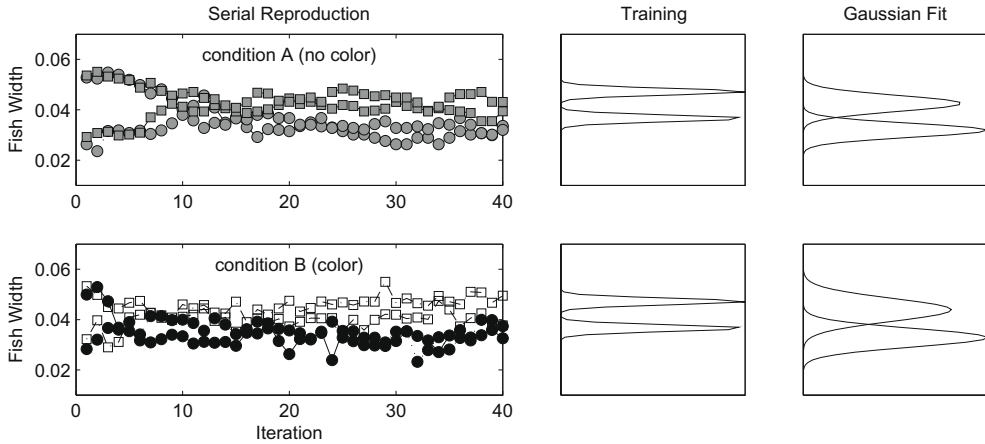 Serial Reproduction
Training
Gaussian Fit
Fish Width
0.06
0.04
0.02
condition A (no color)
0
10
20
30
40
Fish Width
0.06
0.04
0.02
condition B (color)
0
10
20
30
40
Iteration